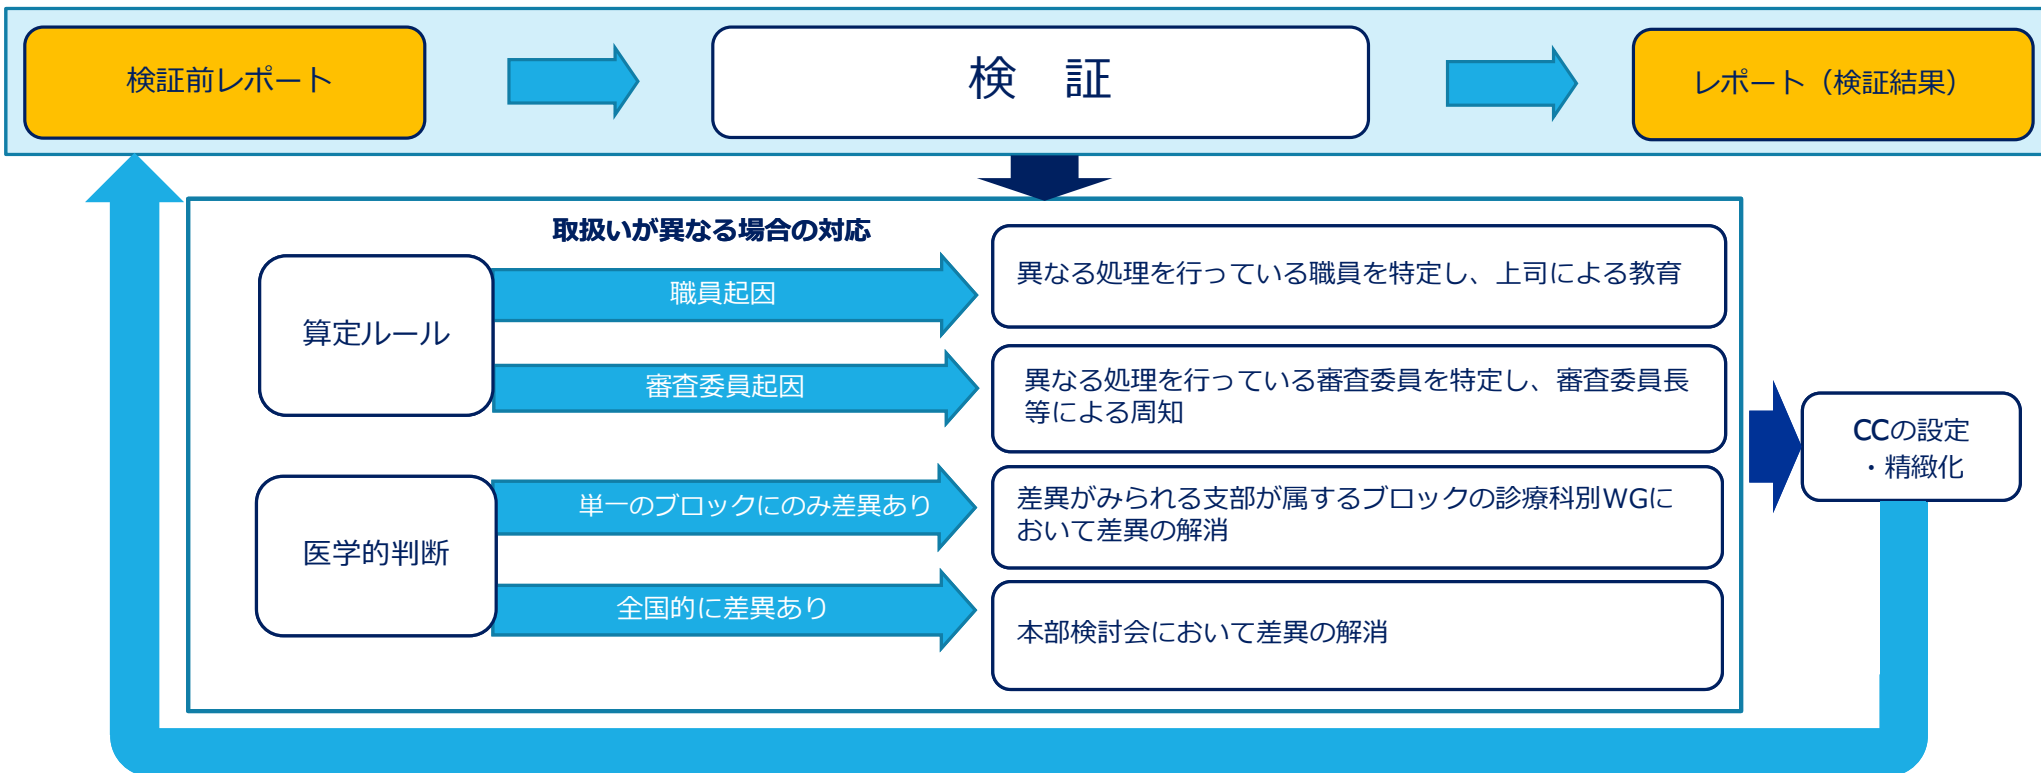 検証前レポート
検　証
レポート（検証結果）
取扱いが異なる場合の対応
算定ルール
職員起因
異なる処理を行っている職員を特定し、上司による教育
審査委員起因
異なる処理を行っている審査委員を特定し、審査委員長
等による周知
医学的判断
単一のブロックにのみ差異あり
差異がみられる支部が属するブロックの診療科別WGに
おいて差異の解消
全国的に差異あり
本部検討会において差異の解消
CCの設定
・精緻化